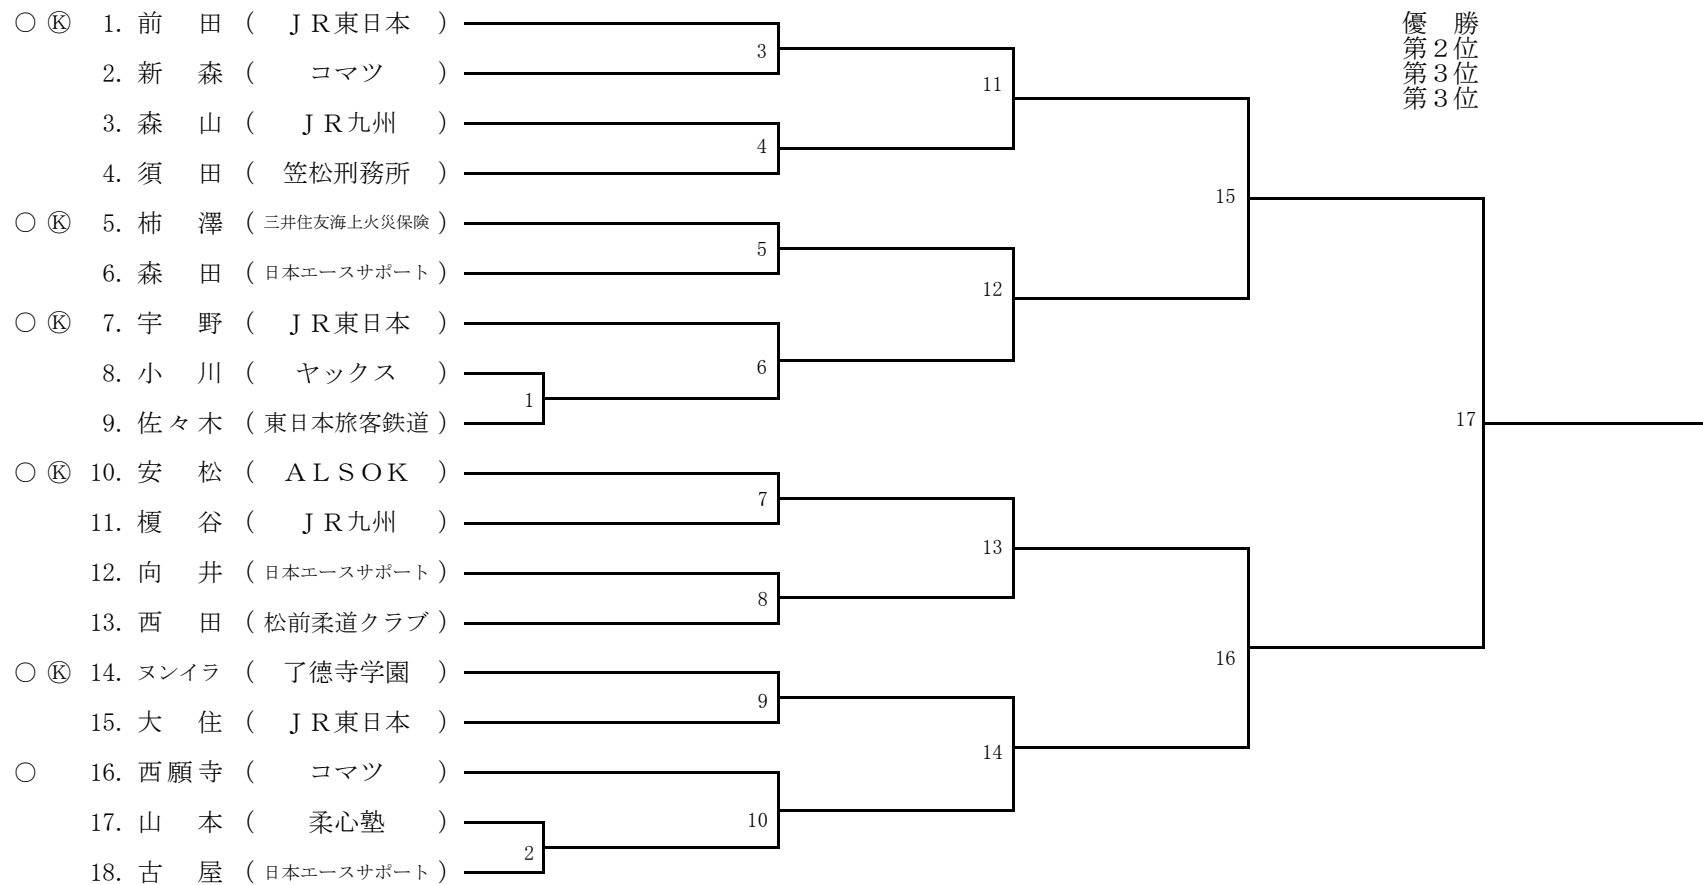 ○ Ⓚ 1. 前 田 ( ＪＲ東日本 )
2. 新 森 ( コマツ )
3. 森 山 ( ＪＲ九州 )
4. 須 田 ( 笠松刑務所 )
○ Ⓚ 5. 柿 澤 ( 三井住友海上火災保険 )
6. 森 田 ( 日本エースサポート )
○ Ⓚ 7. 宇 野 ( ＪＲ東日本 )
8. 小 川 ( ヤックス )
9. 佐々木 ( 東日本旅客鉄道 )
○ Ⓚ 10. 安 松 ( ＡＬＳＯＫ )
11. 榎 谷 ( ＪＲ九州 )
12. 向 井 ( 日本エースサポート )
13. 西 田 ( 松前柔道クラブ )
○ Ⓚ 14. ヌンイラ ( 了德寺学園 )
15. 大 住 ( ＪＲ東日本 )
○ 16. 西願寺 ( コマツ )
17. 山 本 ( 柔心塾 )
18. 古 屋 ( 日本エースサポート )
1
2
3
4
5
6
7
8
9
10
11
12
13
14
15
16
17
優 勝
第２位
第３位
第３位